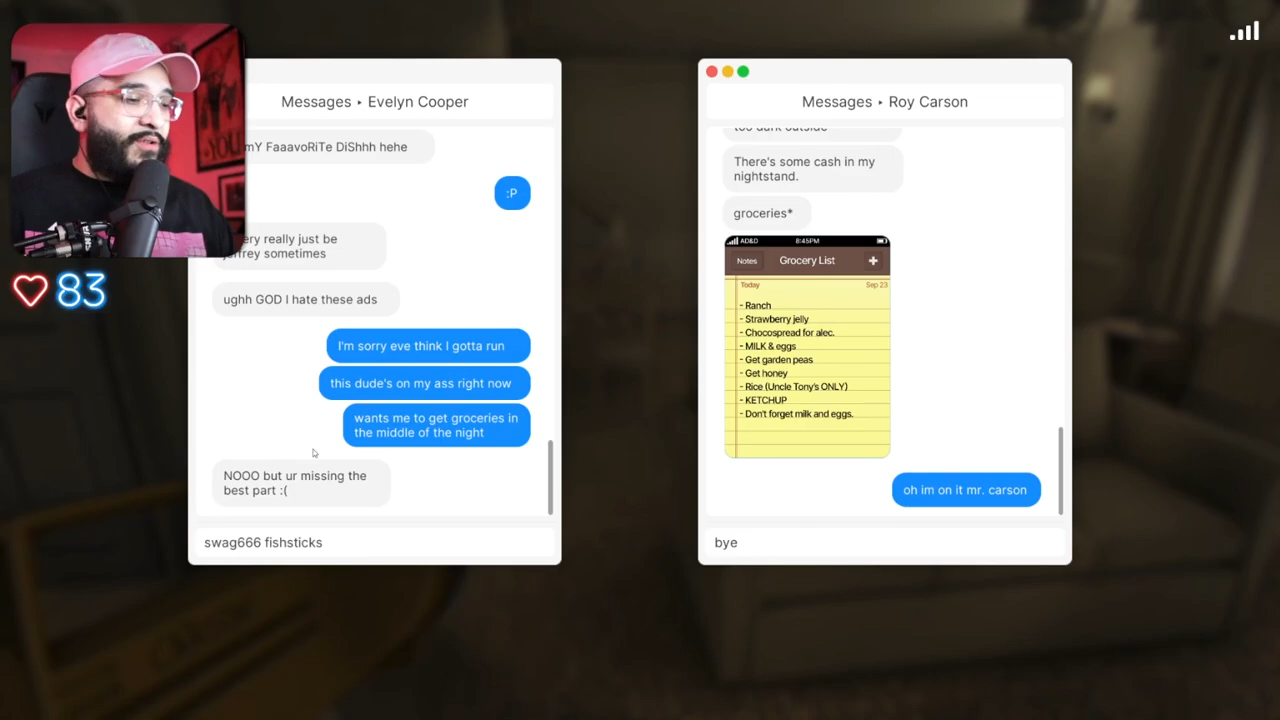 Messages ▸ Evelyn Cooper
mY FaaavoRiTe DiShhh hehe
:P
really just be
sometimes
ughh GOD I hate these ads
I'm sorry eve think I gotta run
this dude's on my ass right now
wants me to get groceries in
the middle of the night
NOOO but ur missing the
best part :(
swag666 fishsticks
83
YOU
Messages ▸ Roy Carson
too dark outside
There's some cash in my
nightstand.
groceries*
AD&D 8:45PM
Notes Grocery List +
Today Sep 23
- Ranch
- Strawberry jelly
- Chocospread for alec.
- MILK & eggs
- Get garden peas
- Get honey
- Rice (Uncle Tony's ONLY)
- KETCHUP
- Don't forget milk and eggs.
oh im on it mr. carson
bye